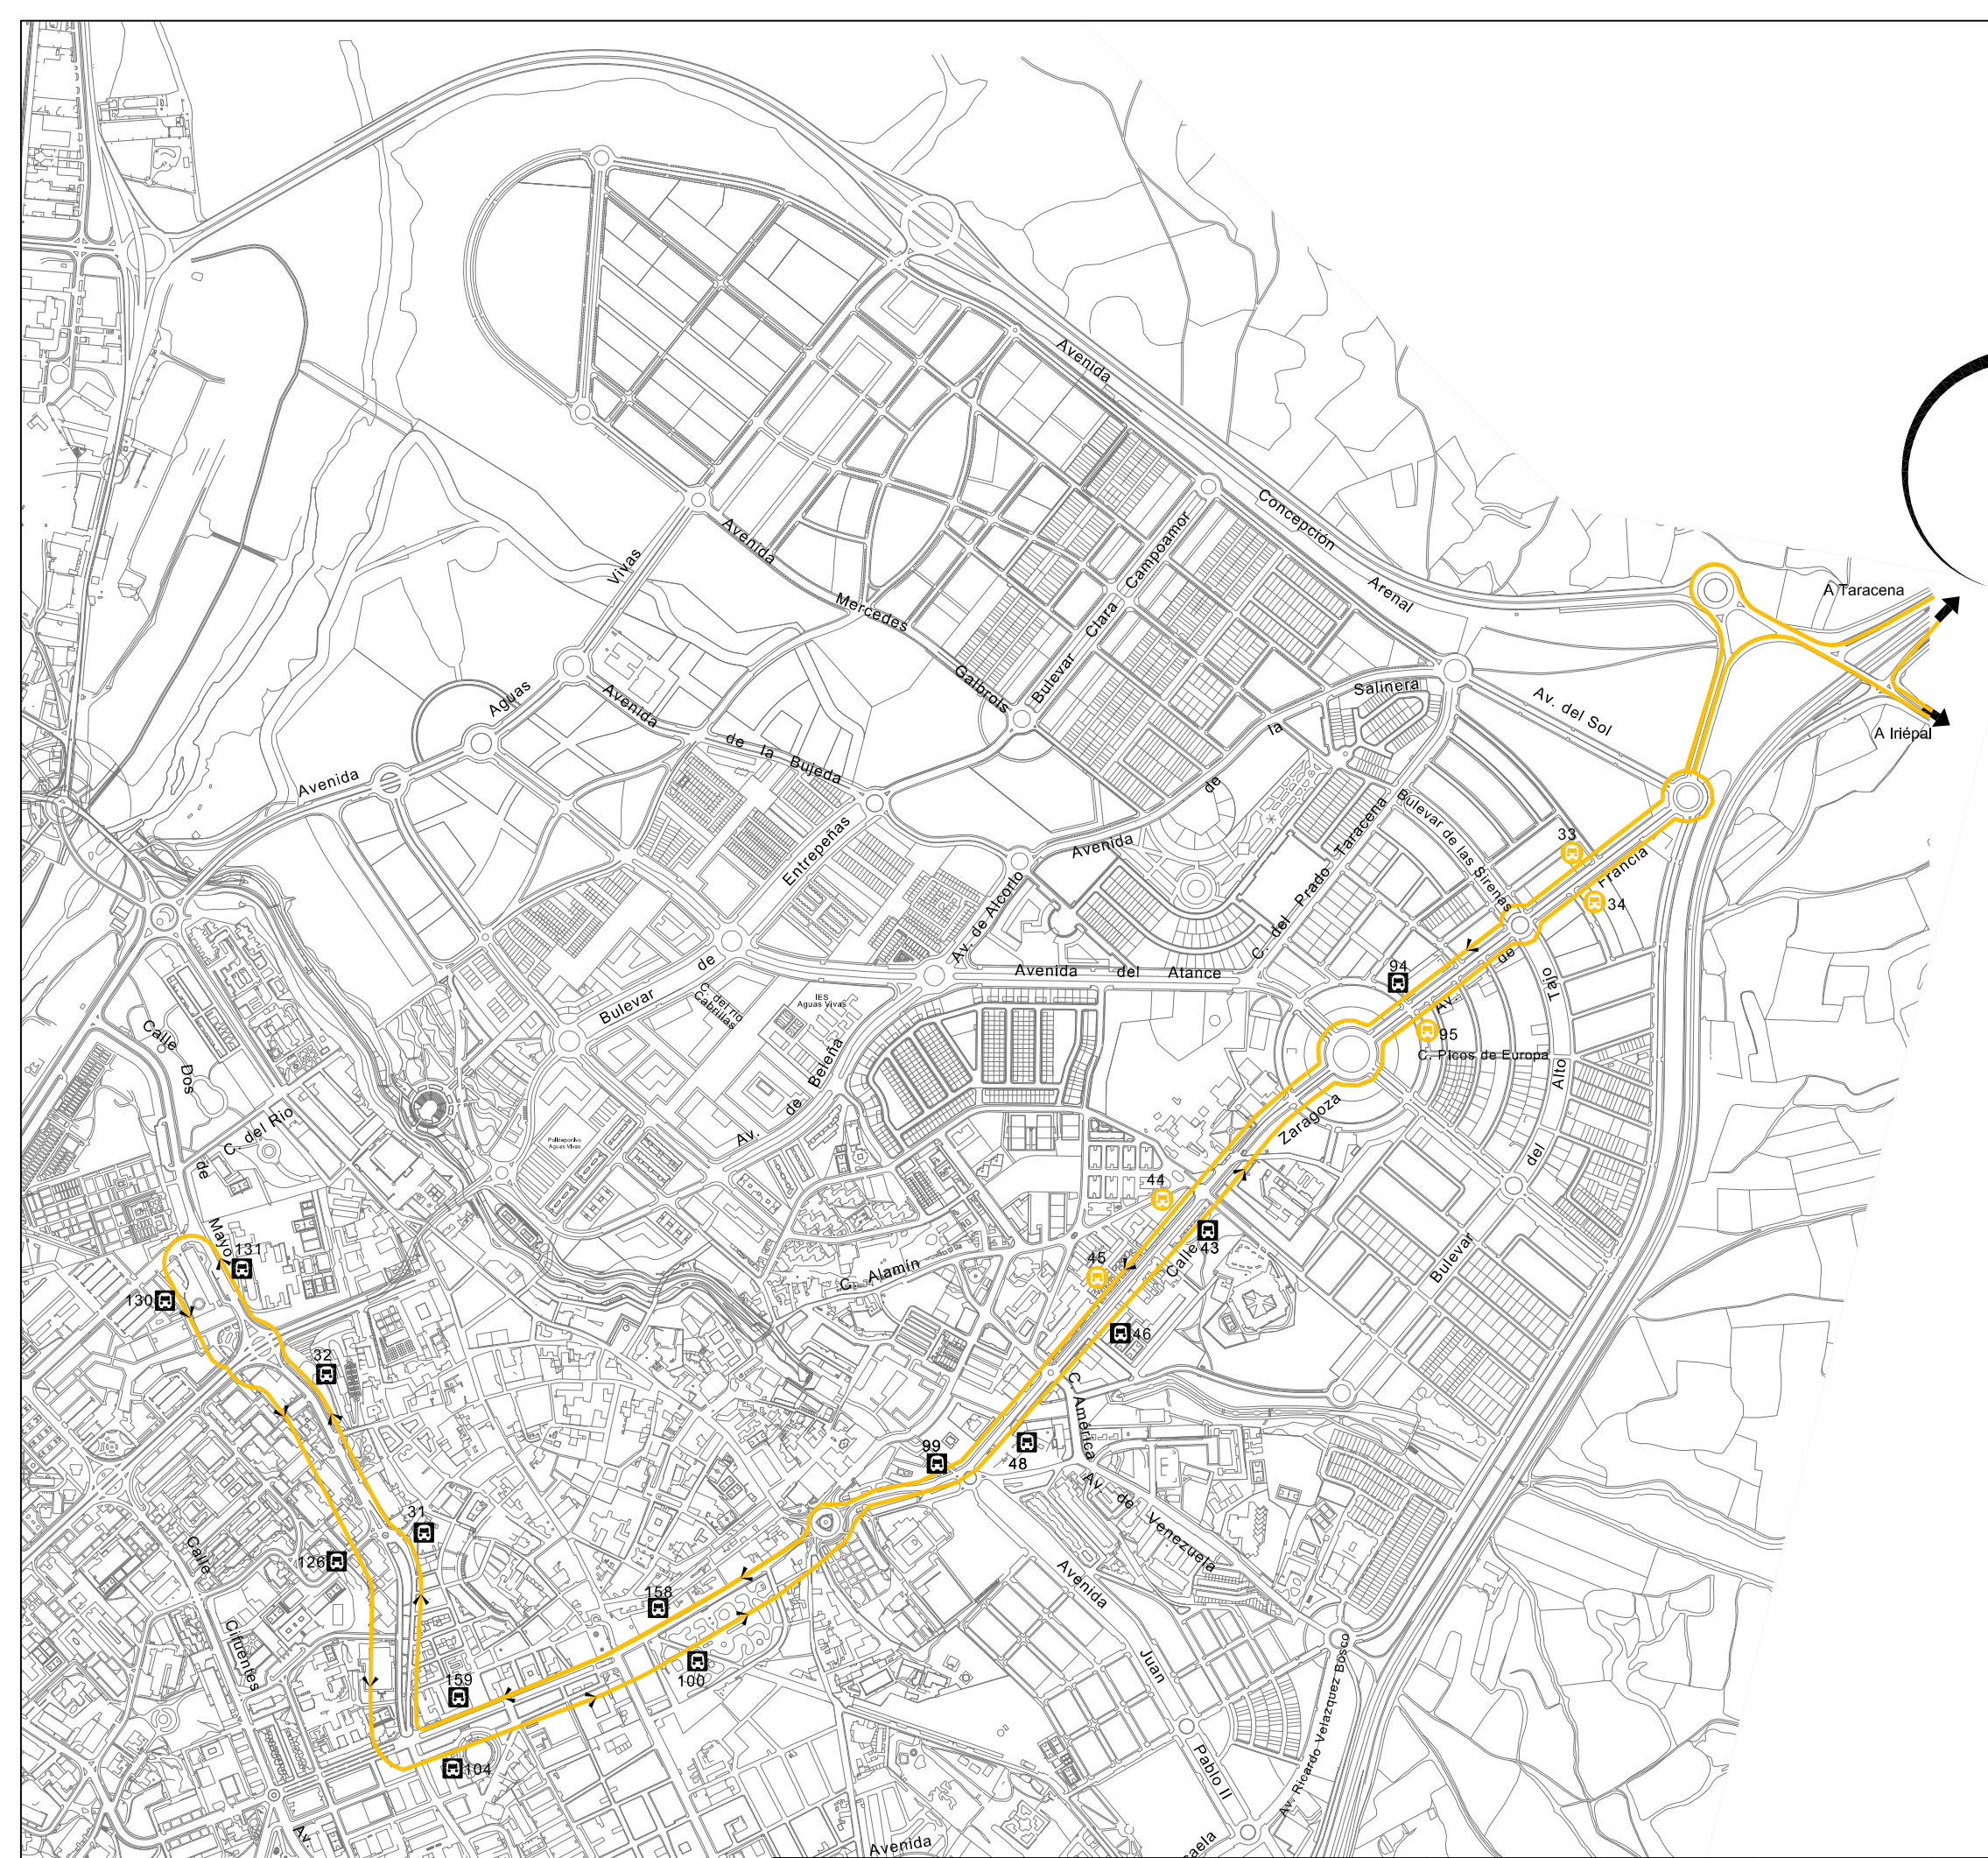 Avenida
Concepción
Arenal
Vivas
Avenida
Mercedes
Galbrois
Bulevar
Clara
Campoamor
A Taracena
A Iriépal
Aguas
Avenida
Avenida
de la Bujeda
Salinera
la
de
Avenida
Av. del Sol
Entrepeñas
Bulevar
de
Av. de Alcorlo
C. del Prado
Taracena
Bulevar de las Sirenas
33
Francia
34
de
Av.
94
95
C. Picos de Europa
Avenida del Atance
IES
Aguas Vivas
C. del río
Cabrillas
Tajo
Alto
del
Bulevar
Calle
Dos
de
Mayo
C. del Rio
Polideportivo
Aguas Vivas
Av.
de
Beleña
Zaragoza
44
43
Calle
45
46
C. Alamin
131
130
32
C. América
99
48
Av. de Venezuela
31
126
Calle
Cifuentes
158
100
159
104
Avenida
Juan
Pablo II
Av. Ricardo Velazquez Bosco
Av.
Avenida
aela